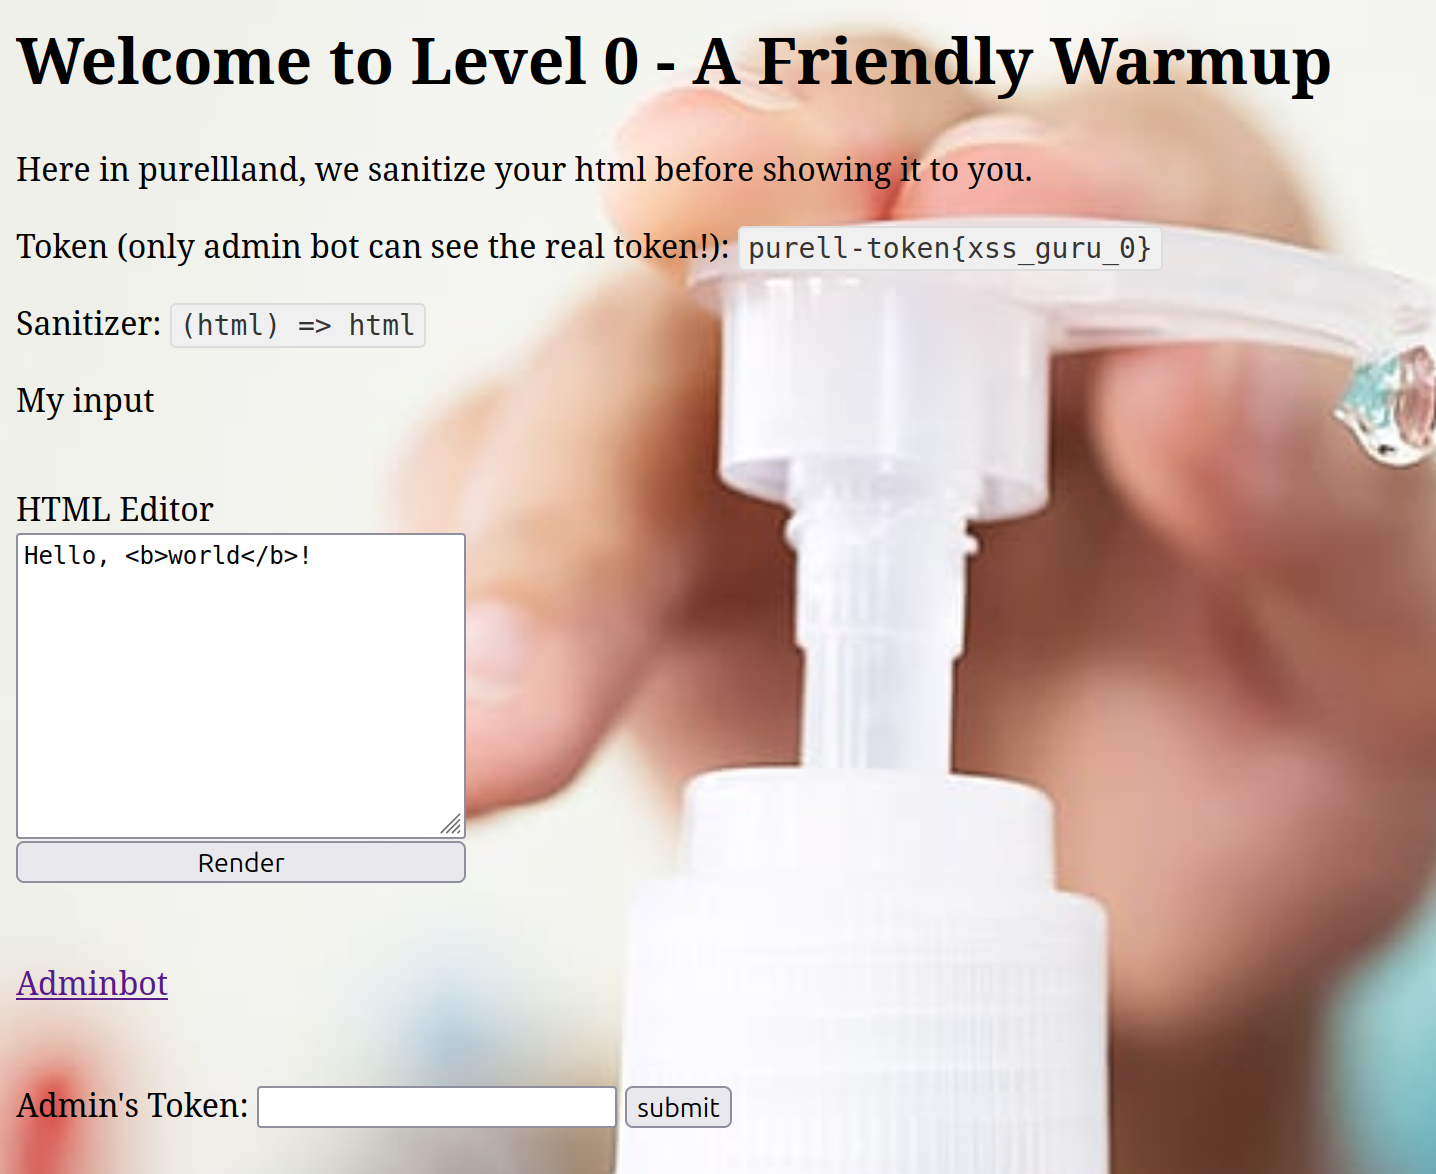 Welcome to Level 0 - A Friendly Warmup
Here in purellland, we sanitize your html before showing it to you.
Token (only admin bot can see the real token!): purell-token{xss_guru_0}
Sanitizer: (html) => html
My input
HTML Editor
Hello, <b>world</b>!
Render
Adminbot
Admin's Token: submit